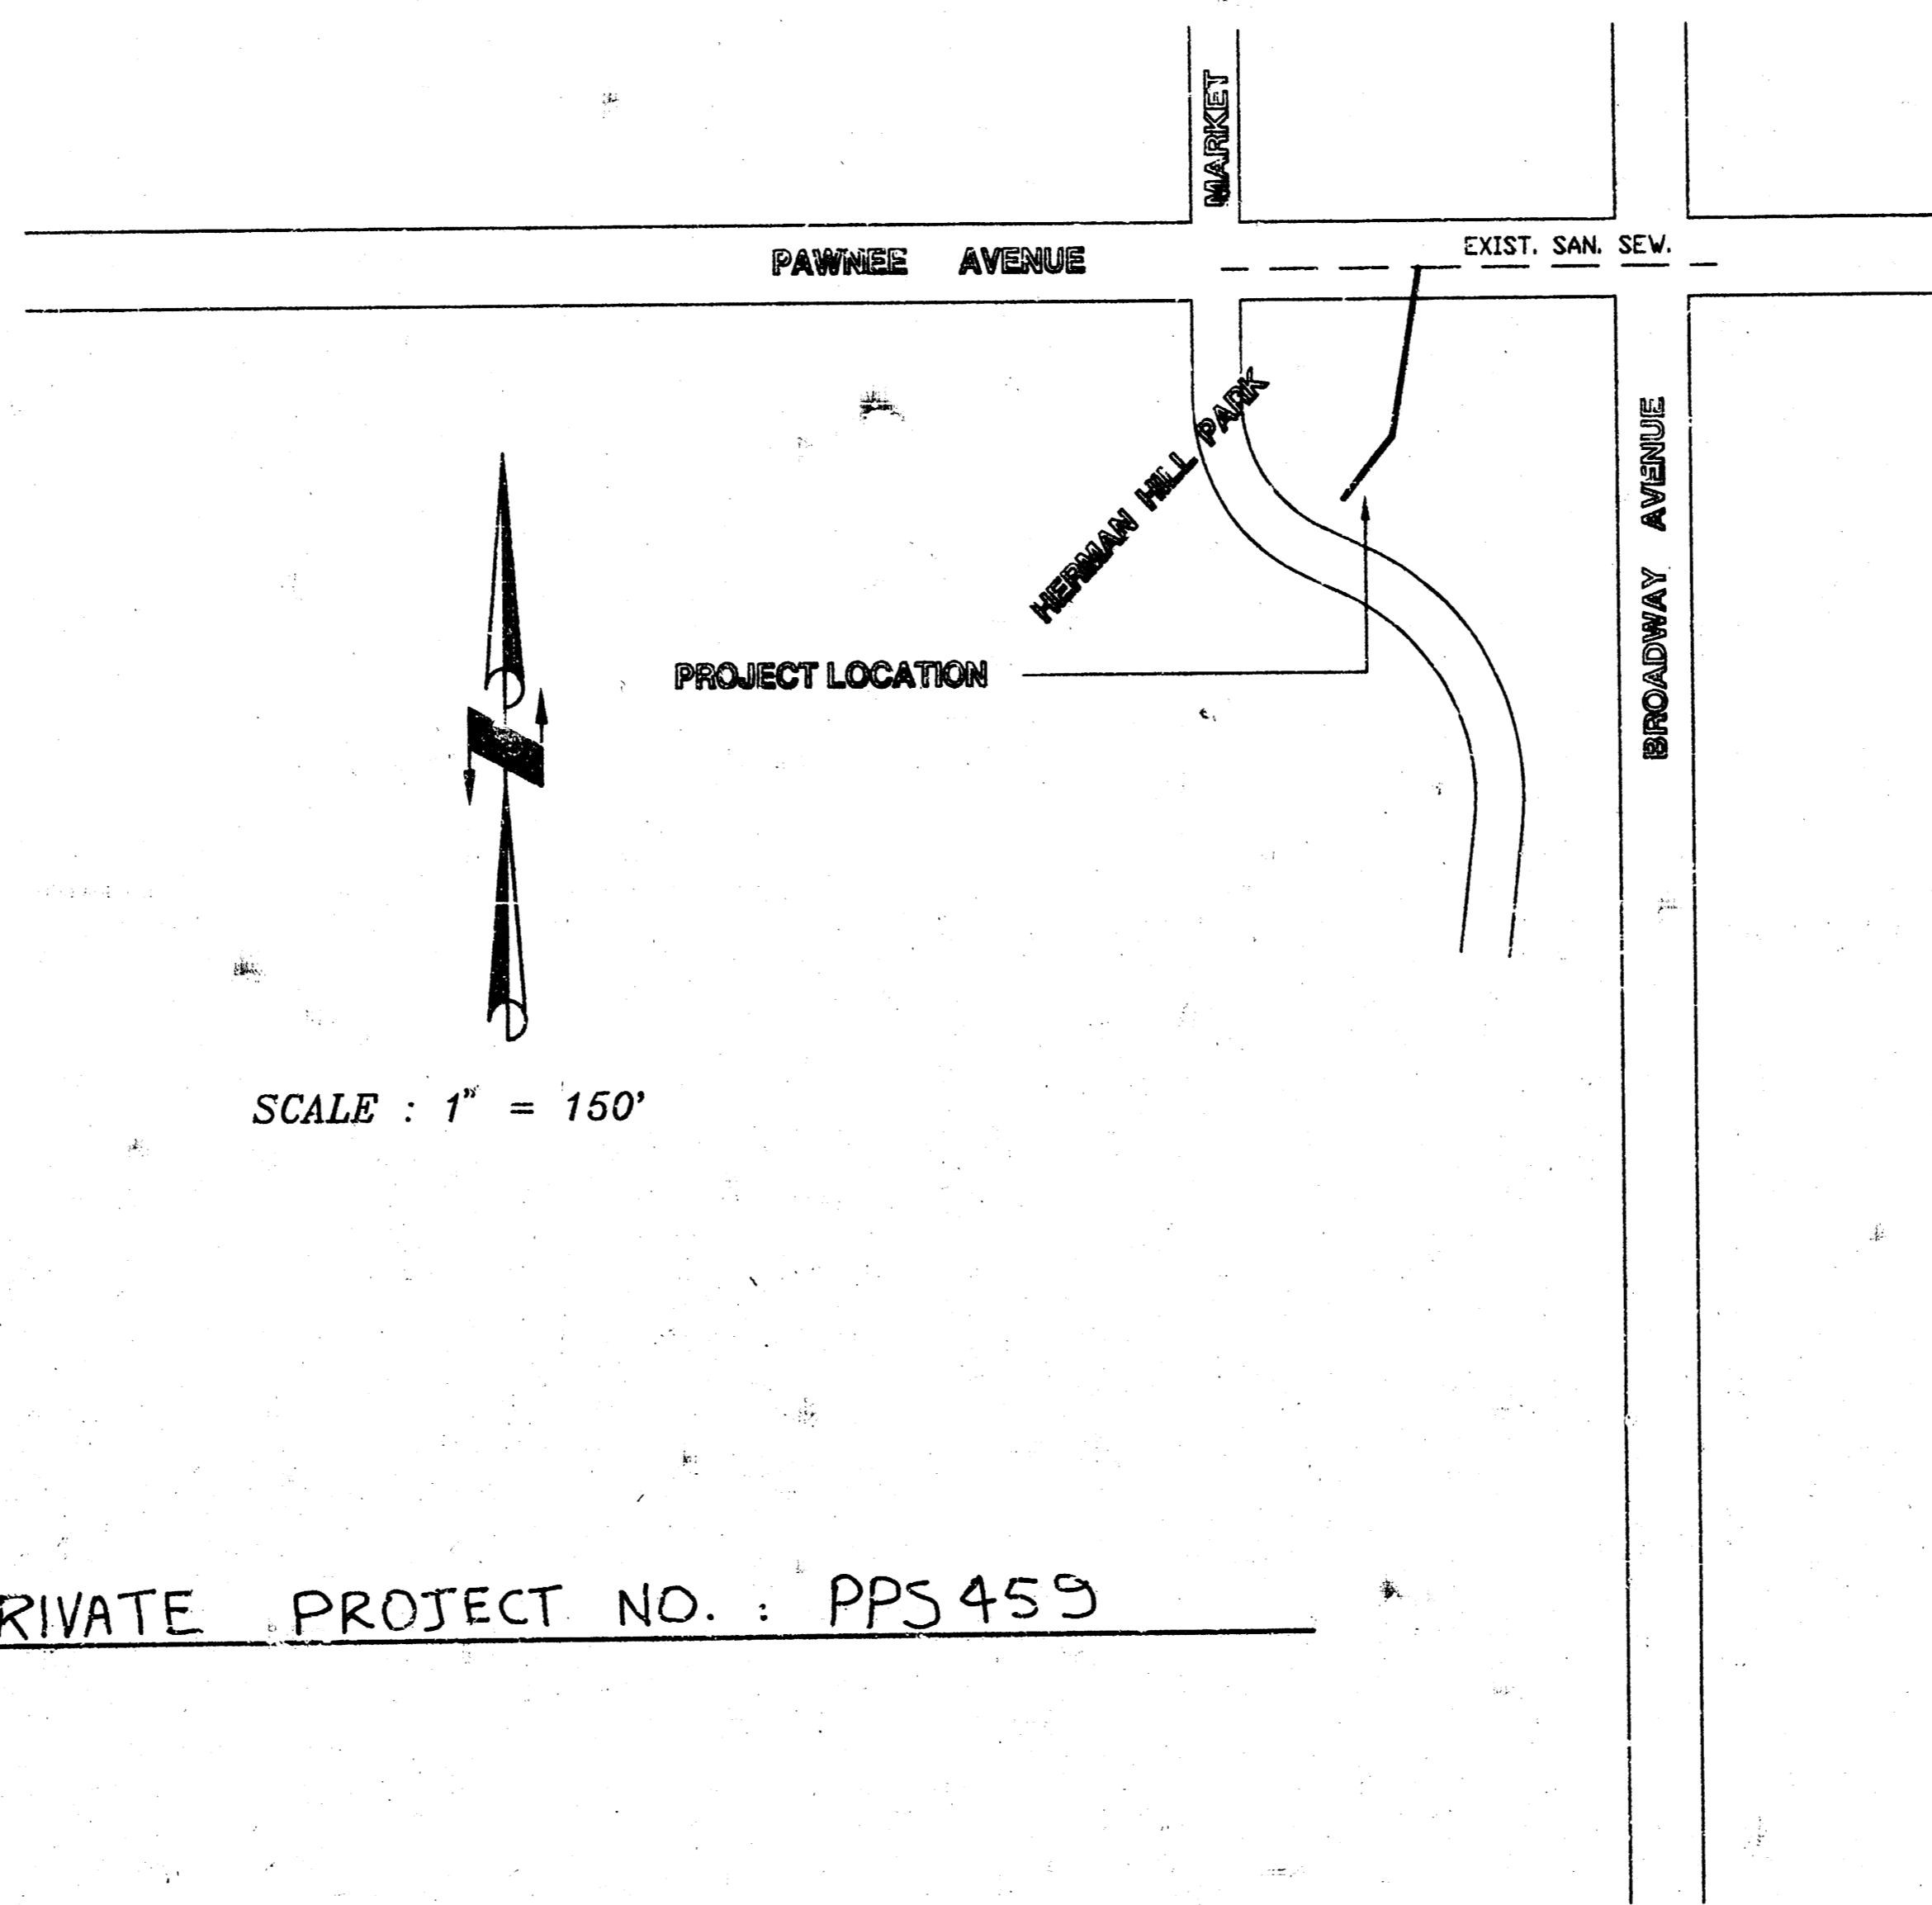 MARKET
PAWNEE AVENUE
EXIST. SAN. SEW.
HERMAN HILL PARK
BROADWAY AVENUE
PROJECT LOCATION
SCALE : 1" = 150'
RIVATE PROJECT NO. : PPS459